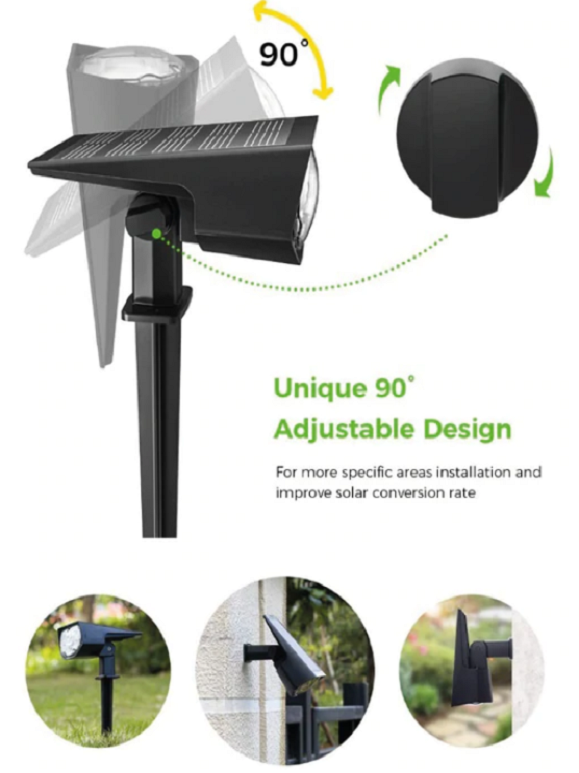 90°
Unique 90°
Adjustable Design
For more specific areas installation and
improve solar conversion rate